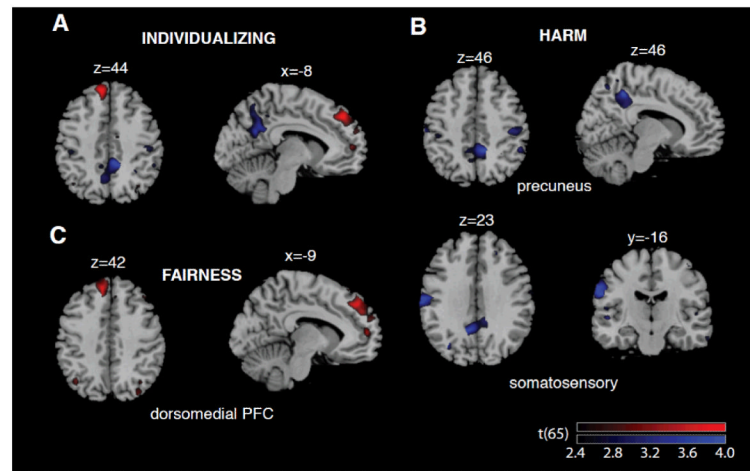 A
INDIVIDUALIZING
z=44
x=-8
B
HARM
z=46
z=46
precuneus
z=23
y=-16
somatosensory
C
z=42
FAIRNESS
x=-9
dorsomedial PFC
t(65)
2.4 2.8 3.2 3.6 4.0